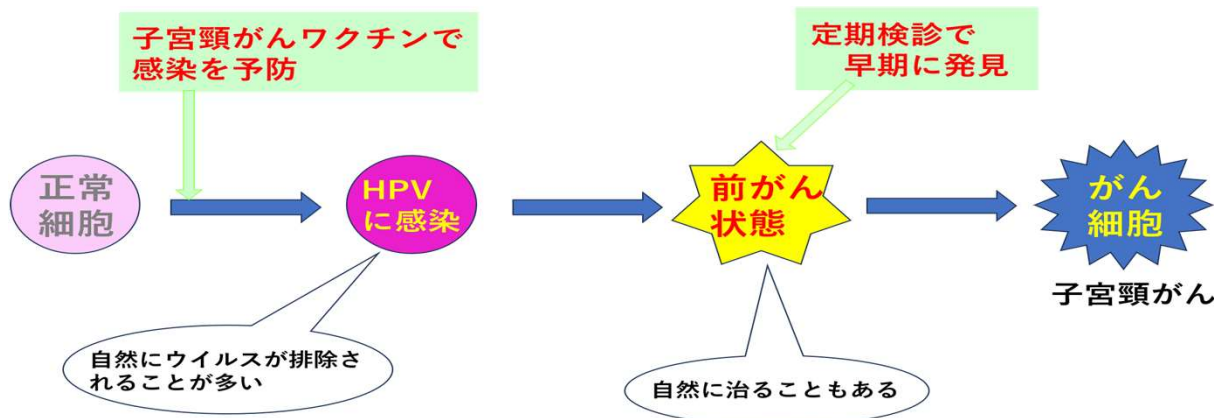 子宮頸がんワクチンで
感染を予防
定期検診で
早期に発見
正常
細胞
HPV
に感染
前がん
状態
がん
細胞
子宮頸がん
自然にウイルスが排除さ
れることが多い
自然に治ることもある